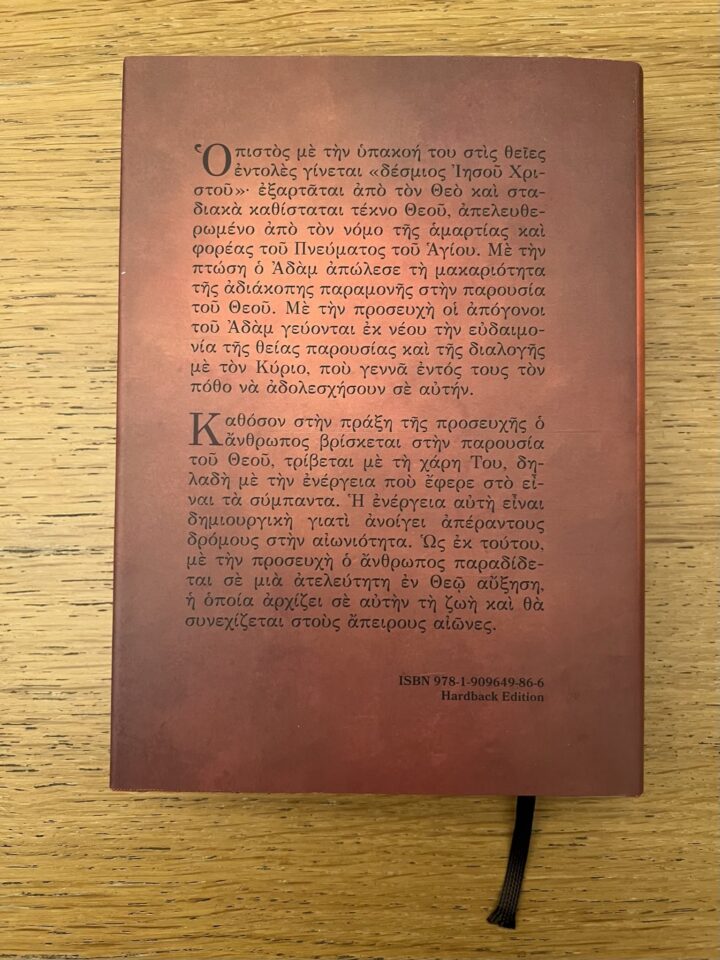 Ὁ πιστὸς μὲ τὴν ὑπακοή του στὶς θεῖες
ἐντολὲς γίνεται «δέσμιος Ἰησοῦ Χρι-
στοῦ»· ἐξαρτᾶται ἀπὸ τὸν Θεὸ καὶ στα-
διακὰ καθίσταται τέκνο Θεοῦ, ἀπελευθε-
ρωμένο ἀπὸ τὸν νόμο τῆς ἁμαρτίας καὶ
φορέας τοῦ Πνεύματος τοῦ Ἁγίου. Μὲ τὴν
πτώση ὁ Ἀδὰμ ἀπώλεσε τὴ μακαριότητα
τῆς ἀδιάκοπης παραμονῆς στὴν παρουσία
τοῦ Θεοῦ. Μὲ τὴν προσευχὴ οἱ ἀπόγονοι
τοῦ Ἀδὰμ γεύονται ἐκ νέου τὴν εὐδαιμο-
νία τῆς θείας παρουσίας καὶ τῆς διαλογῆς
μὲ τὸν Κύριο, ποὺ γεννᾶ ἐντός τους τὸν
πόθο νὰ ἀδολεσχήσουν σὲ αὐτήν.
Καθόσον στὴν πράξη τῆς προσευχῆς ὁ
ἄνθρωπος βρίσκεται στὴν παρουσία
τοῦ Θεοῦ, τρίβεται μὲ τὴ χάρη Του, δη-
λαδὴ μὲ τὴν ἐνέργεια ποὺ ἔφερε στὸ εἶ-
ναι τὰ σύμπαντα. Ἡ ἐνέργεια αὐτὴ εἶναι
δημιουργικὴ γιατὶ ἀνοίγει ἀπέραντους
δρόμους στὴν αἰωνιότητα. Ὡς ἐκ τούτου,
μὲ τὴν προσευχὴ ὁ ἄνθρωπος παραδίδε-
ται σὲ μιὰ ἀτελεύτητη ἐν Θεῷ αὔξηση,
ἡ ὁποία ἀρχίζει σὲ αὐτὴν τὴ ζωὴ καὶ θὰ
συνεχίζεται στοὺς ἄπειρους αἰῶνες.
ISBN 978-1-909649-86-6
Hardback Edition